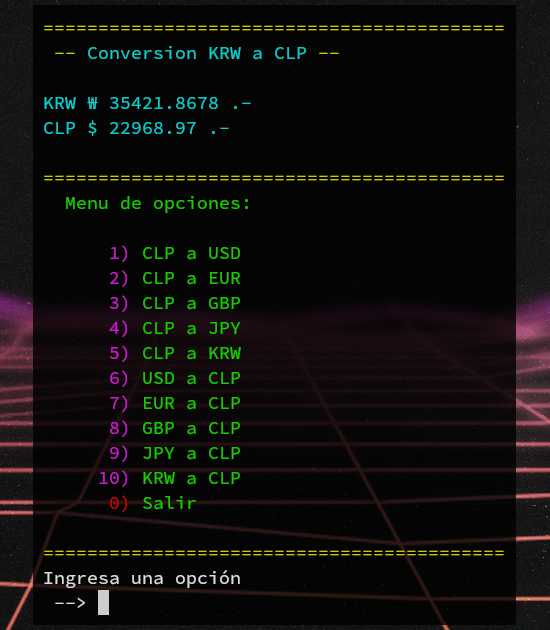 ==========================================
-- Conversion KRW a CLP --
KRW ₩ 35421.8678 .-
CLP $ 22968.97 .-
==========================================
Menu de opciones:
1) CLP a USD
2) CLP a EUR
3) CLP a GBP
4) CLP a JPY
5) CLP a KRW
6) USD a CLP
7) EUR a CLP
8) GBP a CLP
9) JPY a CLP
10) KRW a CLP
0) Salir
==========================================
Ingresa una opción
-->